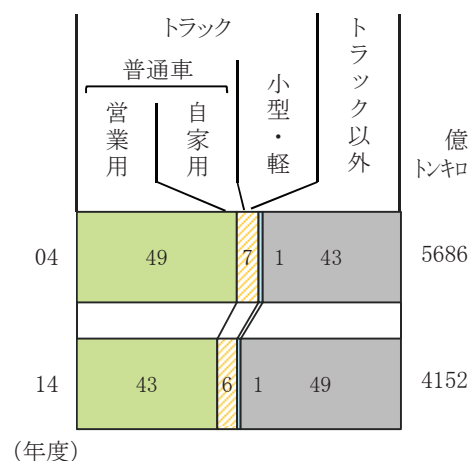 トラック
トラック以外
普通車
小型・軽
営業用
自家用
億
トンキロ
04 49 7 1 43 5686
14 43 6 1 49 4152
(年度)